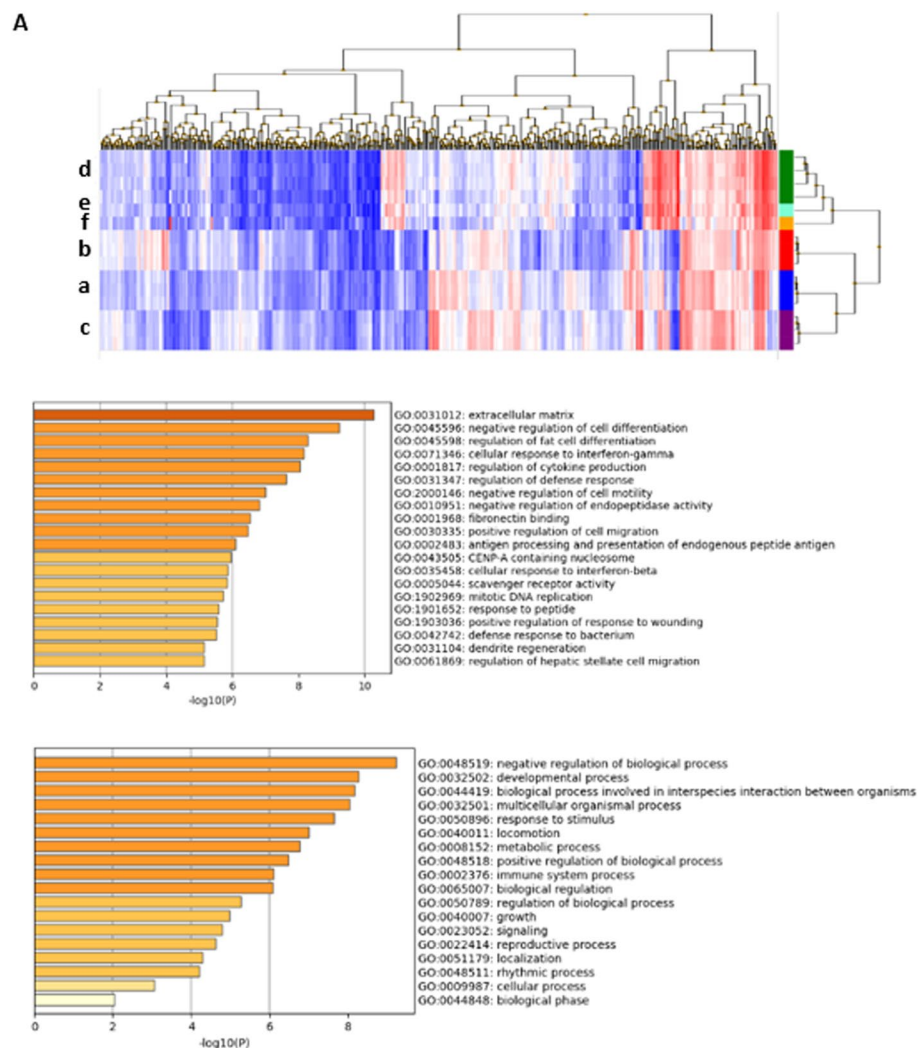 A
d
e
f
b
a
c
GO:0031012: extracellular matrix
GO:0045596: negative regulation of cell differentiation
GO:0045598: regulation of fat cell differentiation
GO:0071346: cellular response to interferon-gamma
GO:0001817: regulation of cytokine production
GO:0031347: regulation of defense response
GO:2000146: negative regulation of cell motility
GO:0010951: negative regulation of endopeptidase activity
GO:0001968: fibronectin binding
GO:0030335: positive regulation of cell migration
GO:0002483: antigen processing and presentation of endogenous peptide antigen
GO:0043505: CENP-A containing nucleosome
GO:0035458: cellular response to interferon-beta
GO:0005044: scavenger receptor activity
GO:1902969: mitotic DNA replication
GO:1901652: response to peptide
GO:1903036: positive regulation of response to wounding
GO:0042742: defense response to bacterium
GO:0031104: dendrite regeneration
GO:0061869: regulation of hepatic stellate cell migration
0 2 4 6 8 10
-log10(P)
GO:0048519: negative regulation of biological process
GO:0032502: developmental process
GO:0044419: biological process involved in interspecies interaction between organisms
GO:0032501: multicellular organismal process
GO:0050896: response to stimulus
GO:0040011: locomotion
GO:0008152: metabolic process
GO:0048518: positive regulation of biological process
GO:0002376: immune system process
GO:0065007: biological regulation
GO:0050789: regulation of biological process
GO:0040007: growth
GO:0023052: signaling
GO:0022414: reproductive process
GO:0051179: localization
GO:0048511: rhythmic process
GO:0009987: cellular process
GO:0044848: biological phase
0 2 4 6 8
-log10(P)